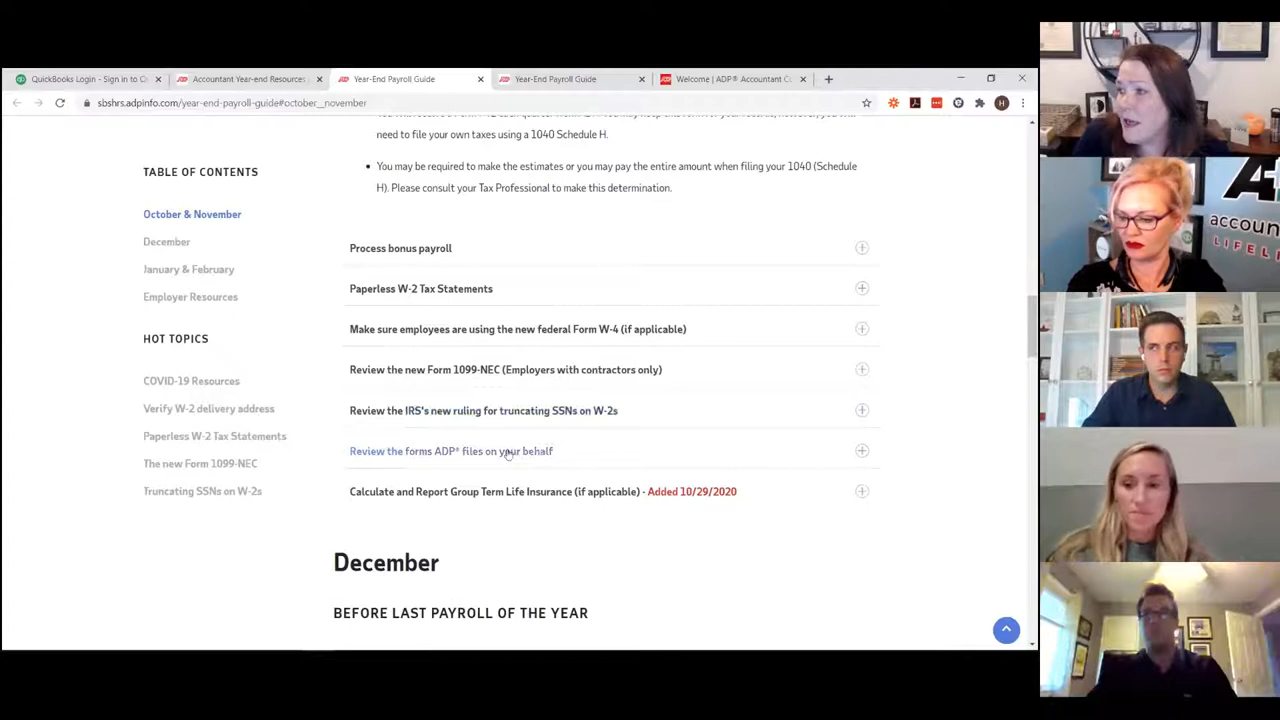 QuickBooks Login - Sign in to Q
Accountant Year-end Resources
Year-End Payroll Guide
Year-End Payroll Guide
Welcome | ADP® Accountant Co
sbshrs.adpinfo.com/year-end-payroll-guide#october__november
H
need to file your own taxes using a 1040 Schedule H.
You may be required to make the estimates or you may pay the entire amount when filing your 1040 (Schedule
H). Please consult your Tax Professional to make this determination.
TABLE OF CONTENTS
October & November
December
January & February
Employer Resources
HOT TOPICS
COVID-19 Resources
Verify W-2 delivery address
Paperless W-2 Tax Statements
The new Form 1099-NEC
Truncating SSNs on W-2s
Process bonus payroll
Paperless W-2 Tax Statements
Make sure employees are using the new federal Form W-4 (if applicable)
Review the new Form 1099-NEC (Employers with contractors only)
Review the IRS's new ruling for truncating SSNs on W-2s
Review the forms ADP® files on your behalf
Calculate and Report Group Term Life Insurance (if applicable) - Added 10/29/2020
December
BEFORE LAST PAYROLL OF THE YEAR
accoun
LIFELI